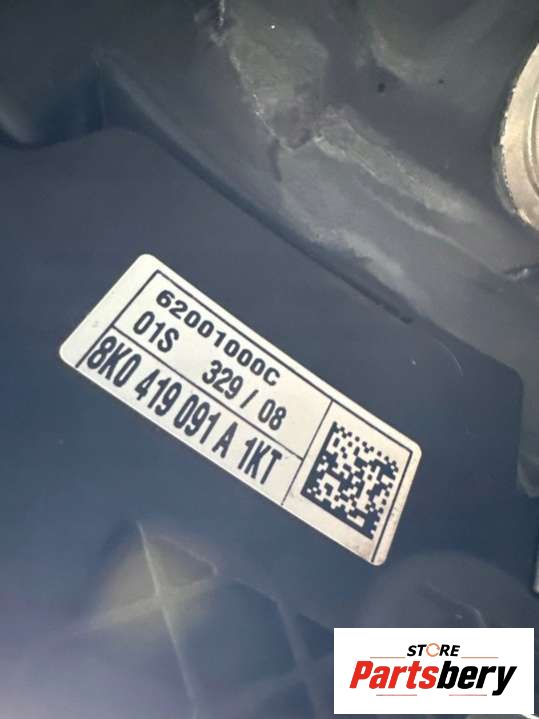 62001000C
01S 329 / 08
8K0 419 091 A 1KT
STORE
Partsbery